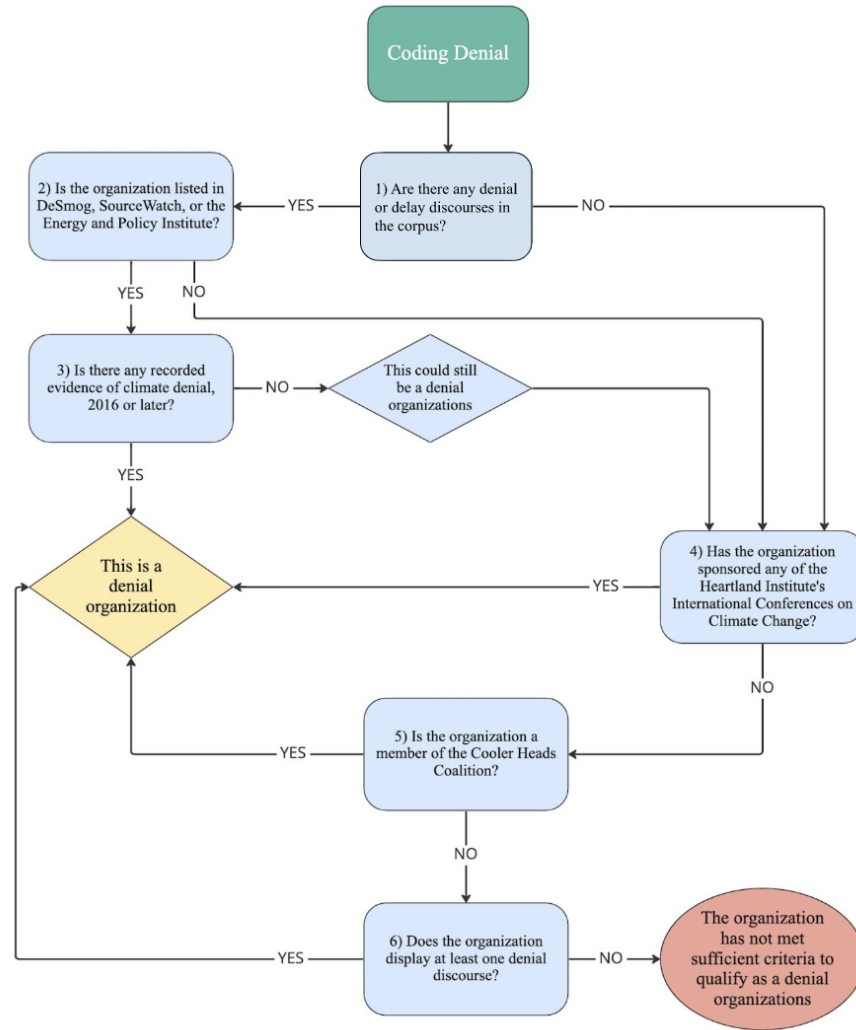 Coding Denial
1) Are there any denial
or delay discourses in
the corpus?
YES
NO
2) Is the organization listed in
DeSmog, SourceWatch, or the
Energy and Policy Institute?
YES
NO
3) Is there any recorded
evidence of climate denial,
2016 or later?
NO
This could still
be a denial
organizations
YES
This is a
denial
organization
4) Has the organization
sponsored any of the
Heartland Institute's
International Conferences on
Climate Change?
YES
NO
5) Is the organization a
member of the Cooler Heads
Coalition?
YES
NO
6) Does the organization
display at least one denial
discourse?
YES
NO
The organization
has not met
sufficient criteria to
qualify as a denial
organizations